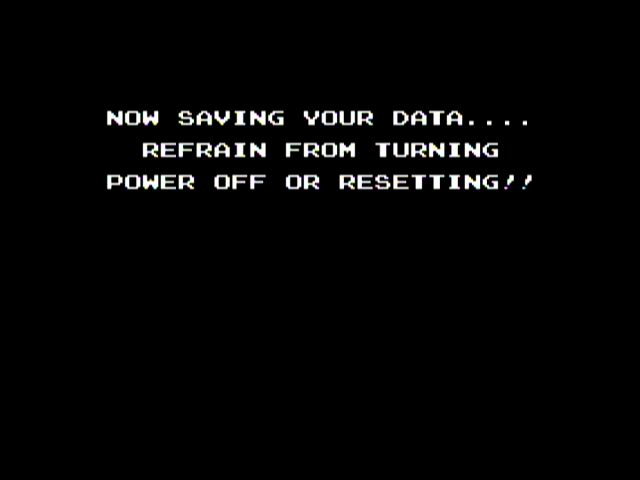 NOW SAVING YOUR DATA....
REFRAIN FROM TURNING
POWER OFF OR RESETTING!!